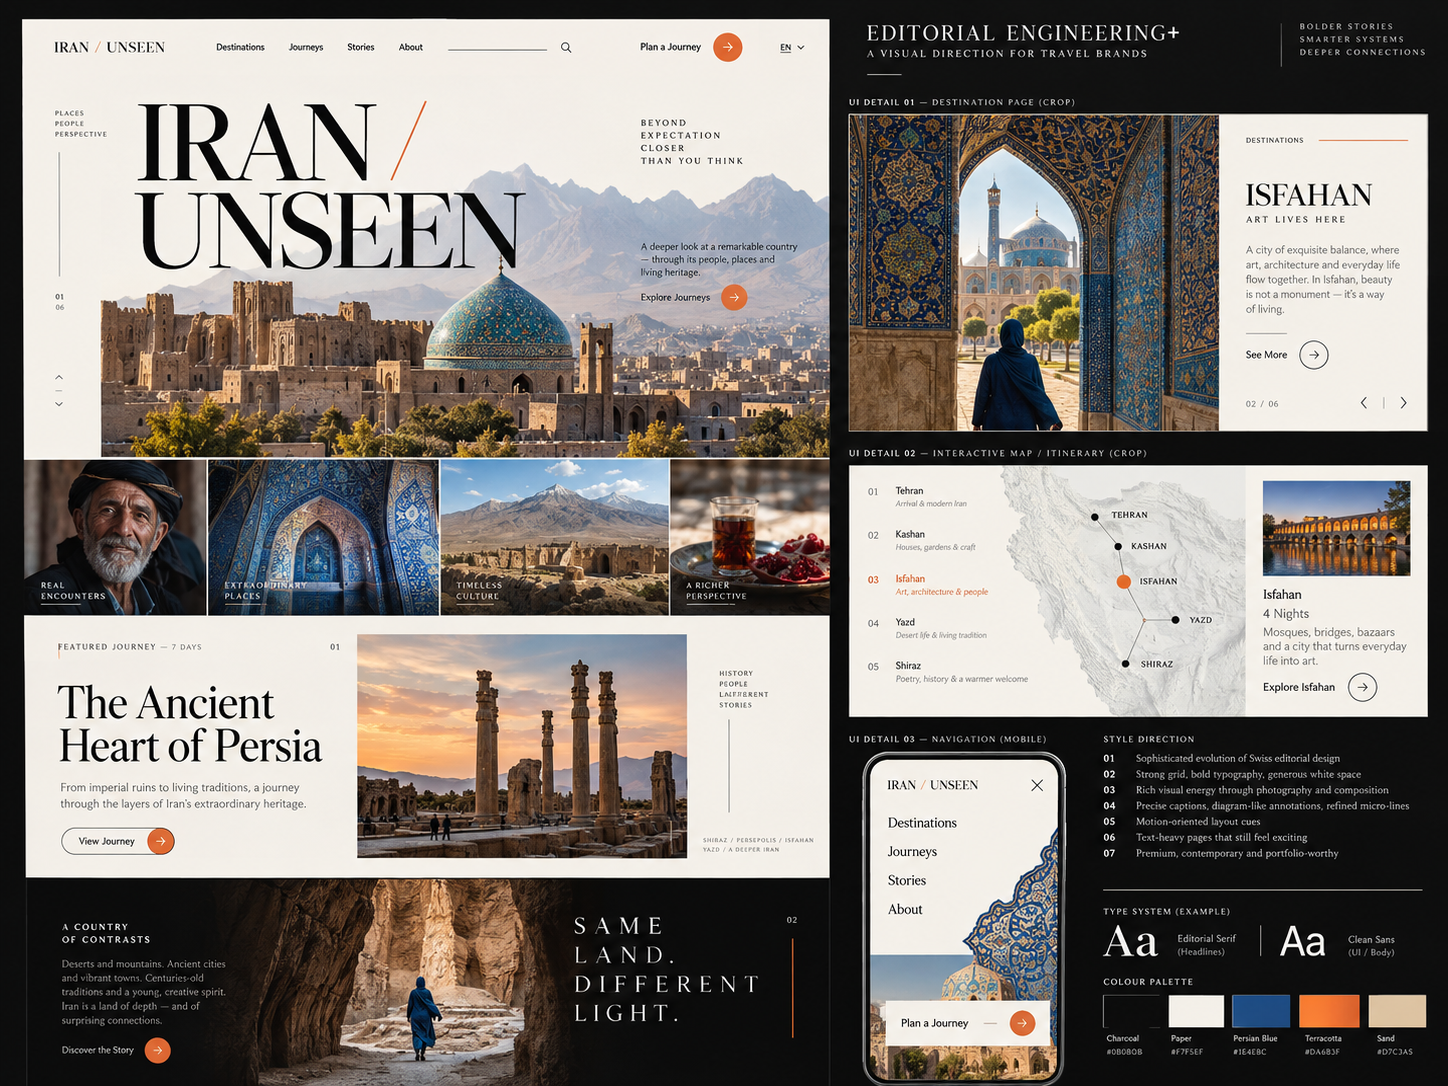 IRAN / UNSEEN
Destinations
Journeys
Stories
About
Plan a Journey
EN
PLACES
PEOPLE
PERSPECTIVE
IRAN /
UNSEEN
BEYOND
EXPECTATION
CLOSER
THAN YOU THINK
A deeper look at a remarkable country
— through its people, places and
living heritage.
Explore Journeys
01
06
REAL
ENCOUNTERS
EXTRAORDINARY
PLACES
TIMELESS
CULTURE
A RICHER
PERSPECTIVE
FEATURED JOURNEY — 7 DAYS
01
The Ancient
Heart of Persia
From imperial ruins to living traditions, a journey
through the layers of Iran's extraordinary heritage.
View Journey
HISTORY
PEOPLE
STORIES
SHIRAZ / PERSEPOLIS / ISFAHAN
YAZD / A DEEPER IRAN
A COUNTRY
OF CONTRASTS
Deserts and mountains. Ancient cities
and vibrant towns. Centuries-old
traditions and a young, creative spirit.
Iran is a land of depth — and of
surprising connections.
Discover the Story
SAME
LAND.
DIFFERENT
LIGHT.
02
EDITORIAL ENGINEERING+
A VISUAL DIRECTION FOR TRAVEL BRANDS
BOLDER STORIES
SMARTER SYSTEMS
DEEPER CONNECTIONS
UI DETAIL 01 — DESTINATION PAGE (CROP)
DESTINATIONS
ISFAHAN
ART LIVES HERE
A city of exquisite balance, where
art, architecture and everyday life
flow together. In Isfahan, beauty
is not a monument — it's a way
of living.
See More
02 / 06
UI DETAIL 02 — INTERACTIVE MAP / ITINERARY (CROP)
01 Tehran
Arrival & modern Iran
02 Kashan
Houses, gardens & craft
03 Isfahan
Art, architecture & people
04 Yazd
Desert life & living tradition
05 Shiraz
Poetry, history & a warmer welcome
TEHRAN
KASHAN
ISFAHAN
YAZD
SHIRAZ
Isfahan
4 Nights
Mosques, bridges, bazaars
and a city that turns everyday
life into art.
Explore Isfahan
UI DETAIL 03 — NAVIGATION (MOBILE)
IRAN / UNSEEN
Destinations
Journeys
Stories
About
Plan a Journey
STYLE DIRECTION
01 Sophisticated evolution of Swiss editorial design
02 Strong grid, bold typography, generous white space
03 Rich visual energy through photography and composition
04 Precise captions, diagram-like annotations, refined micro-lines
05 Motion-oriented layout cues
06 Text-heavy pages that still feel exciting
07 Premium, contemporary and portfolio-worthy
TYPE SYSTEM (EXAMPLE)
Aa
Editorial Serif
(Headlines)
Aa
Clean Sans
(UI / Body)
COLOUR PALETTE
Charcoal
#0B0B0B
Paper
#F7F5EF
Persian Blue
#1E4E8C
Terracotta
#DA6B3F
Sand
#D7C3A5